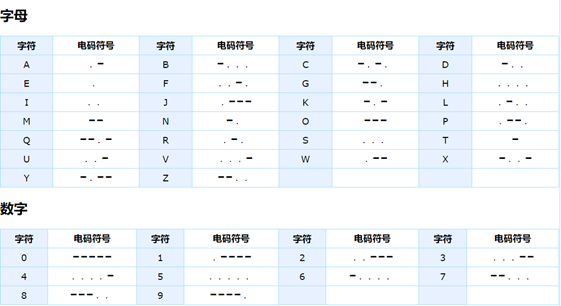 字母
字符 电码符号 字符 电码符号 字符 电码符号 字符 电码符号
A .━ B ━... C ━.━. D ━..
E . F ..━. G ━━. H ....
I .. J .━━━ K ━.━ L .━..
M ━━ N ━. O ━━━ P .━━.
Q ━━.━ R .━. S ... T ━
U ..━ V ...━ W .━━ X ━..━
Y ━.━━ Z ━━..
数字
字符 电码符号 字符 电码符号 字符 电码符号 字符 电码符号
0 ━━━━━ 1 .━━━━ 2 ..━━━ 3 ...━━
4 ....━ 5 ..... 6 ━.... 7 ━━...
8 ━━━.. 9 ━━━━.